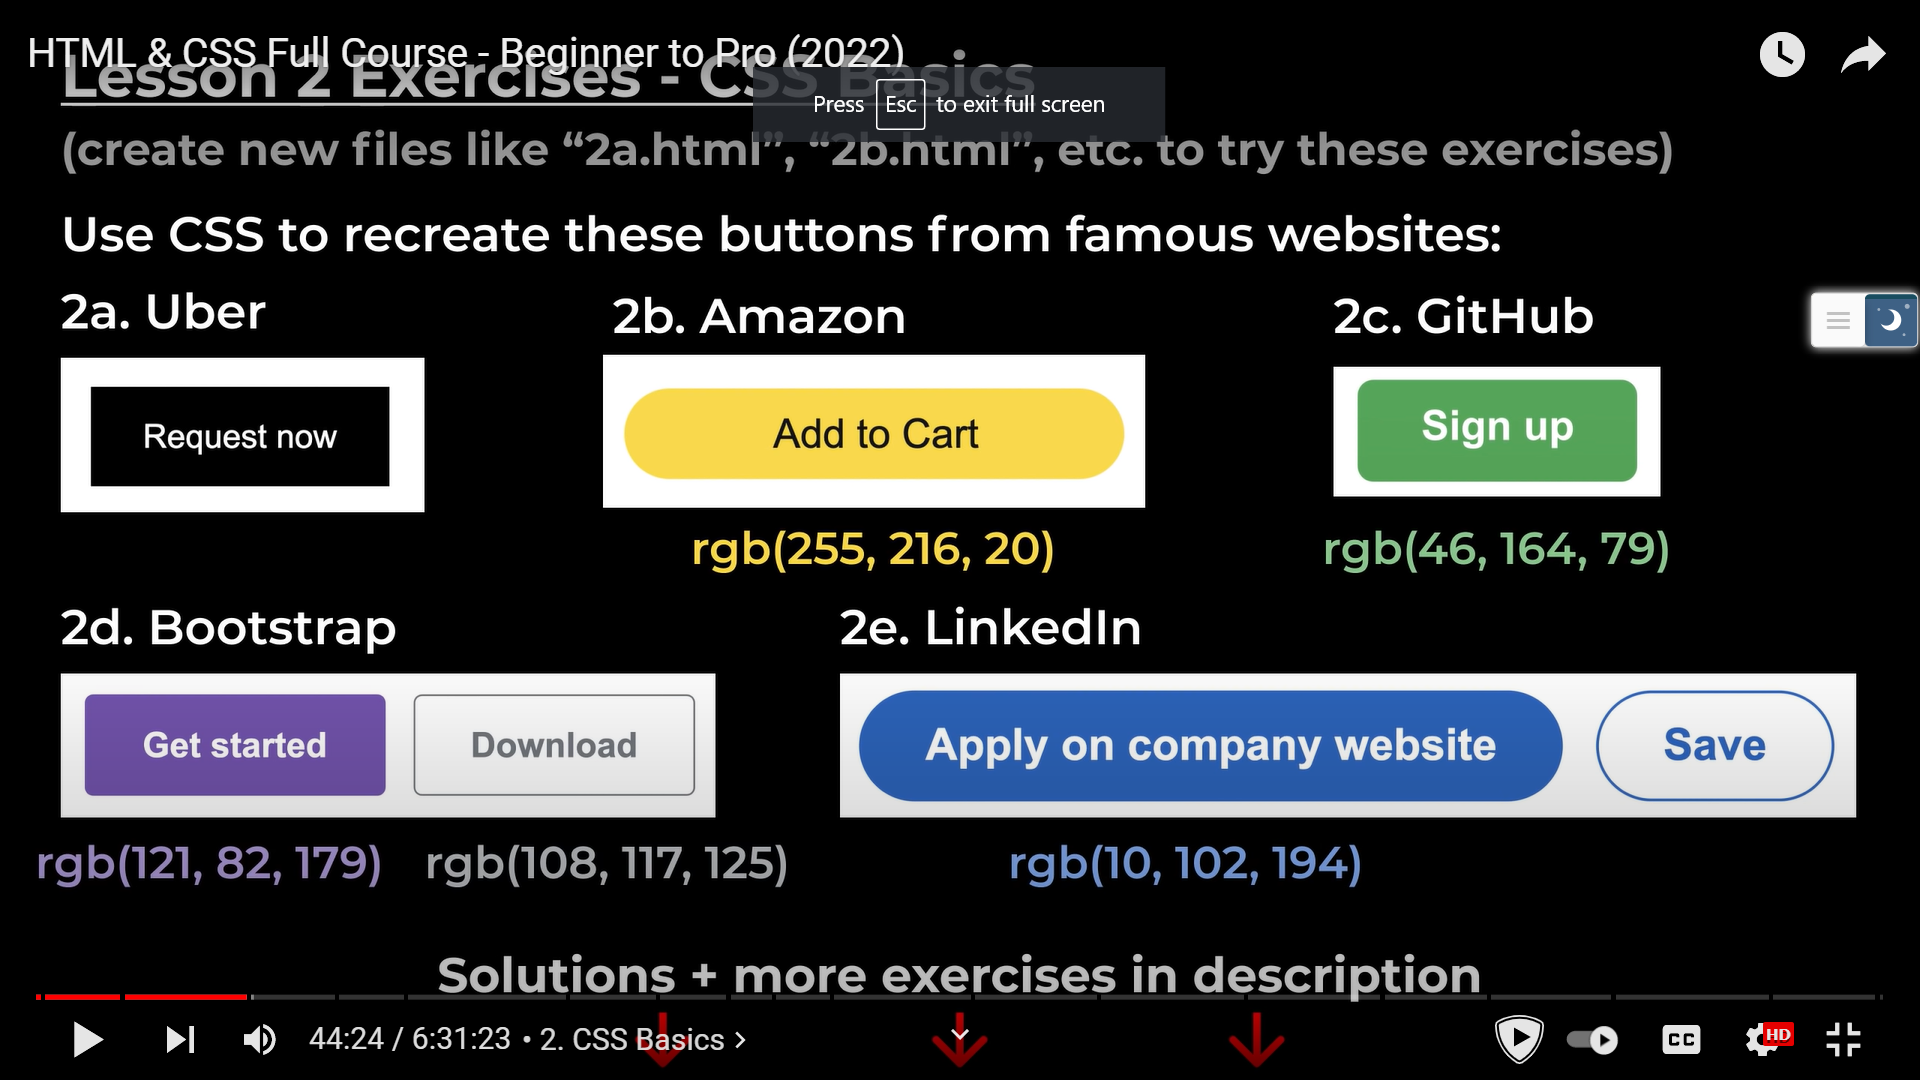 HTML & CSS Full Course - Beginner to Pro (2022)
Lesson 2 Exercises - CSS Basics
Press Esc to exit full screen
(create new files like “2a.html”, “2b.html”, etc. to try these exercises)
Use CSS to recreate these buttons from famous websites:
2a. Uber
2b. Amazon
2c. GitHub
Request now
Add to Cart
Sign up
rgb(255, 216, 20)
rgb(46, 164, 79)
2d. Bootstrap
2e. LinkedIn
Get started
Download
Apply on company website
Save
rgb(121, 82, 179)
rgb(108, 117, 125)
rgb(10, 102, 194)
Solutions + more exercises in description
44:24 / 6:31:23 • 2. CSS Basics
CC
HD